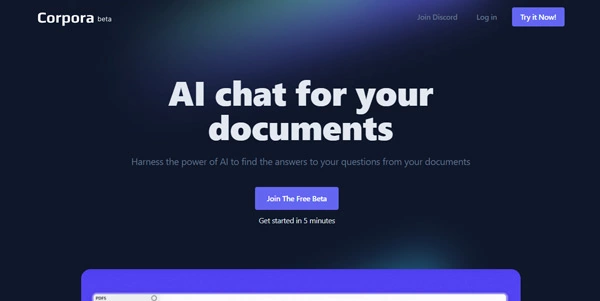 Corpora beta
Join Discord
Log in
Try it Now!
AI chat for your
documents
Harness the power of AI to find the answers to your questions from your documents
Join The Free Beta
Get started in 5 minutes
PDFS